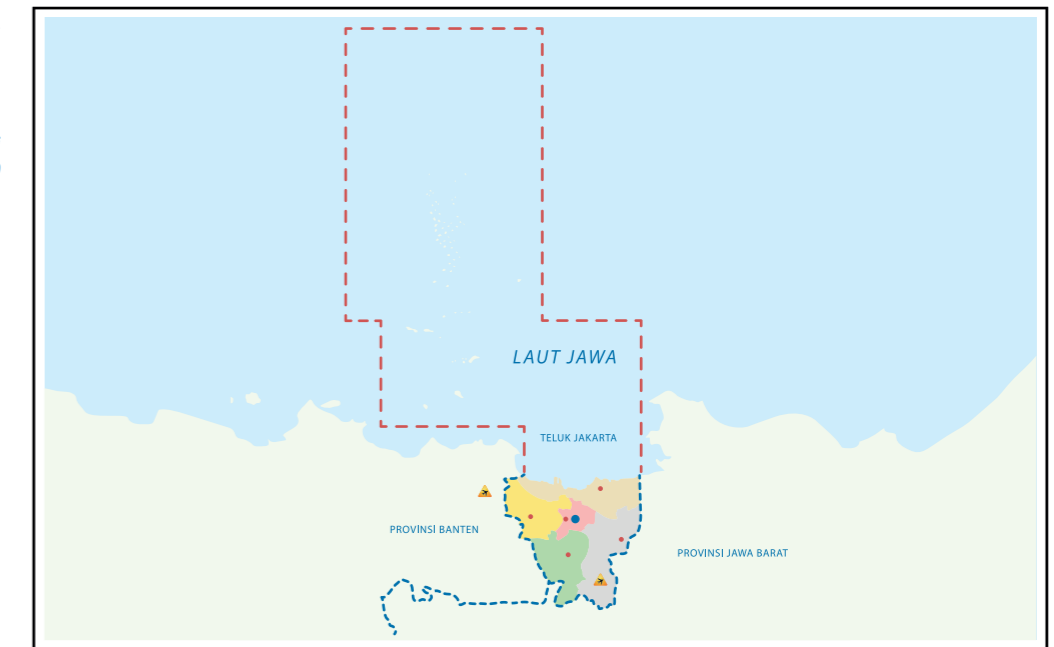 LAUT JAWA
TELUK JAKARTA
PROVINSI BANTEN
PROVINSI JAWA BARAT